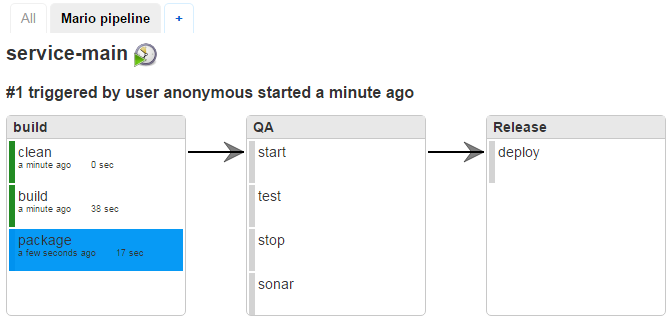 All Mario pipeline +
service-main
#1 triggered by user anonymous started a minute ago
build
clean
a minute ago 0 sec
build
a minute ago 38 sec
package
a few seconds ago 17 sec
QA
start
test
stop
sonar
Release
deploy